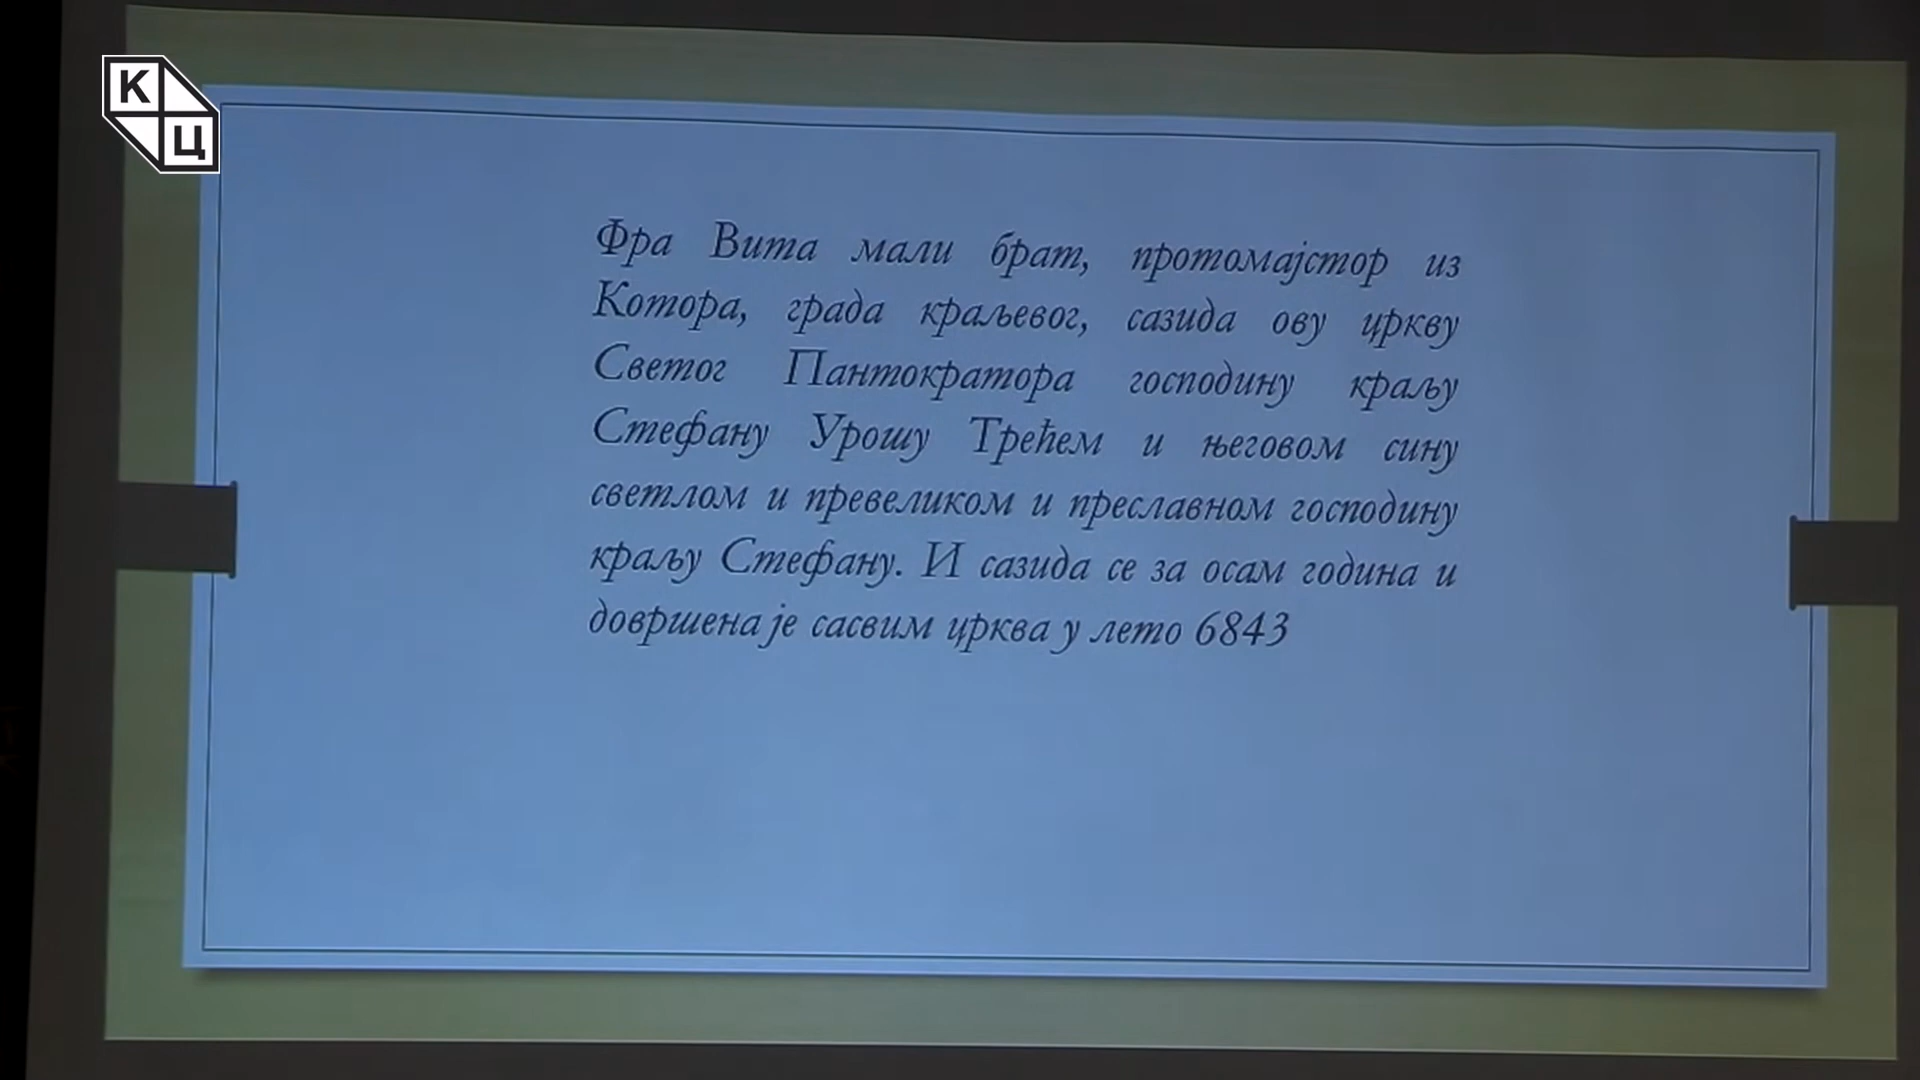 К
Ц
Фра Вита мали брат, протомајстор из
Котора, града краљевог, сазида ову цркву
Светог Пантократора господину краљу
Стефану Урошу Трећем и његовом сину
светлом и превеликом и преславном господину
краљу Стефану. И сазида се за осам година и
довршена је сасвим црква у лето 6843